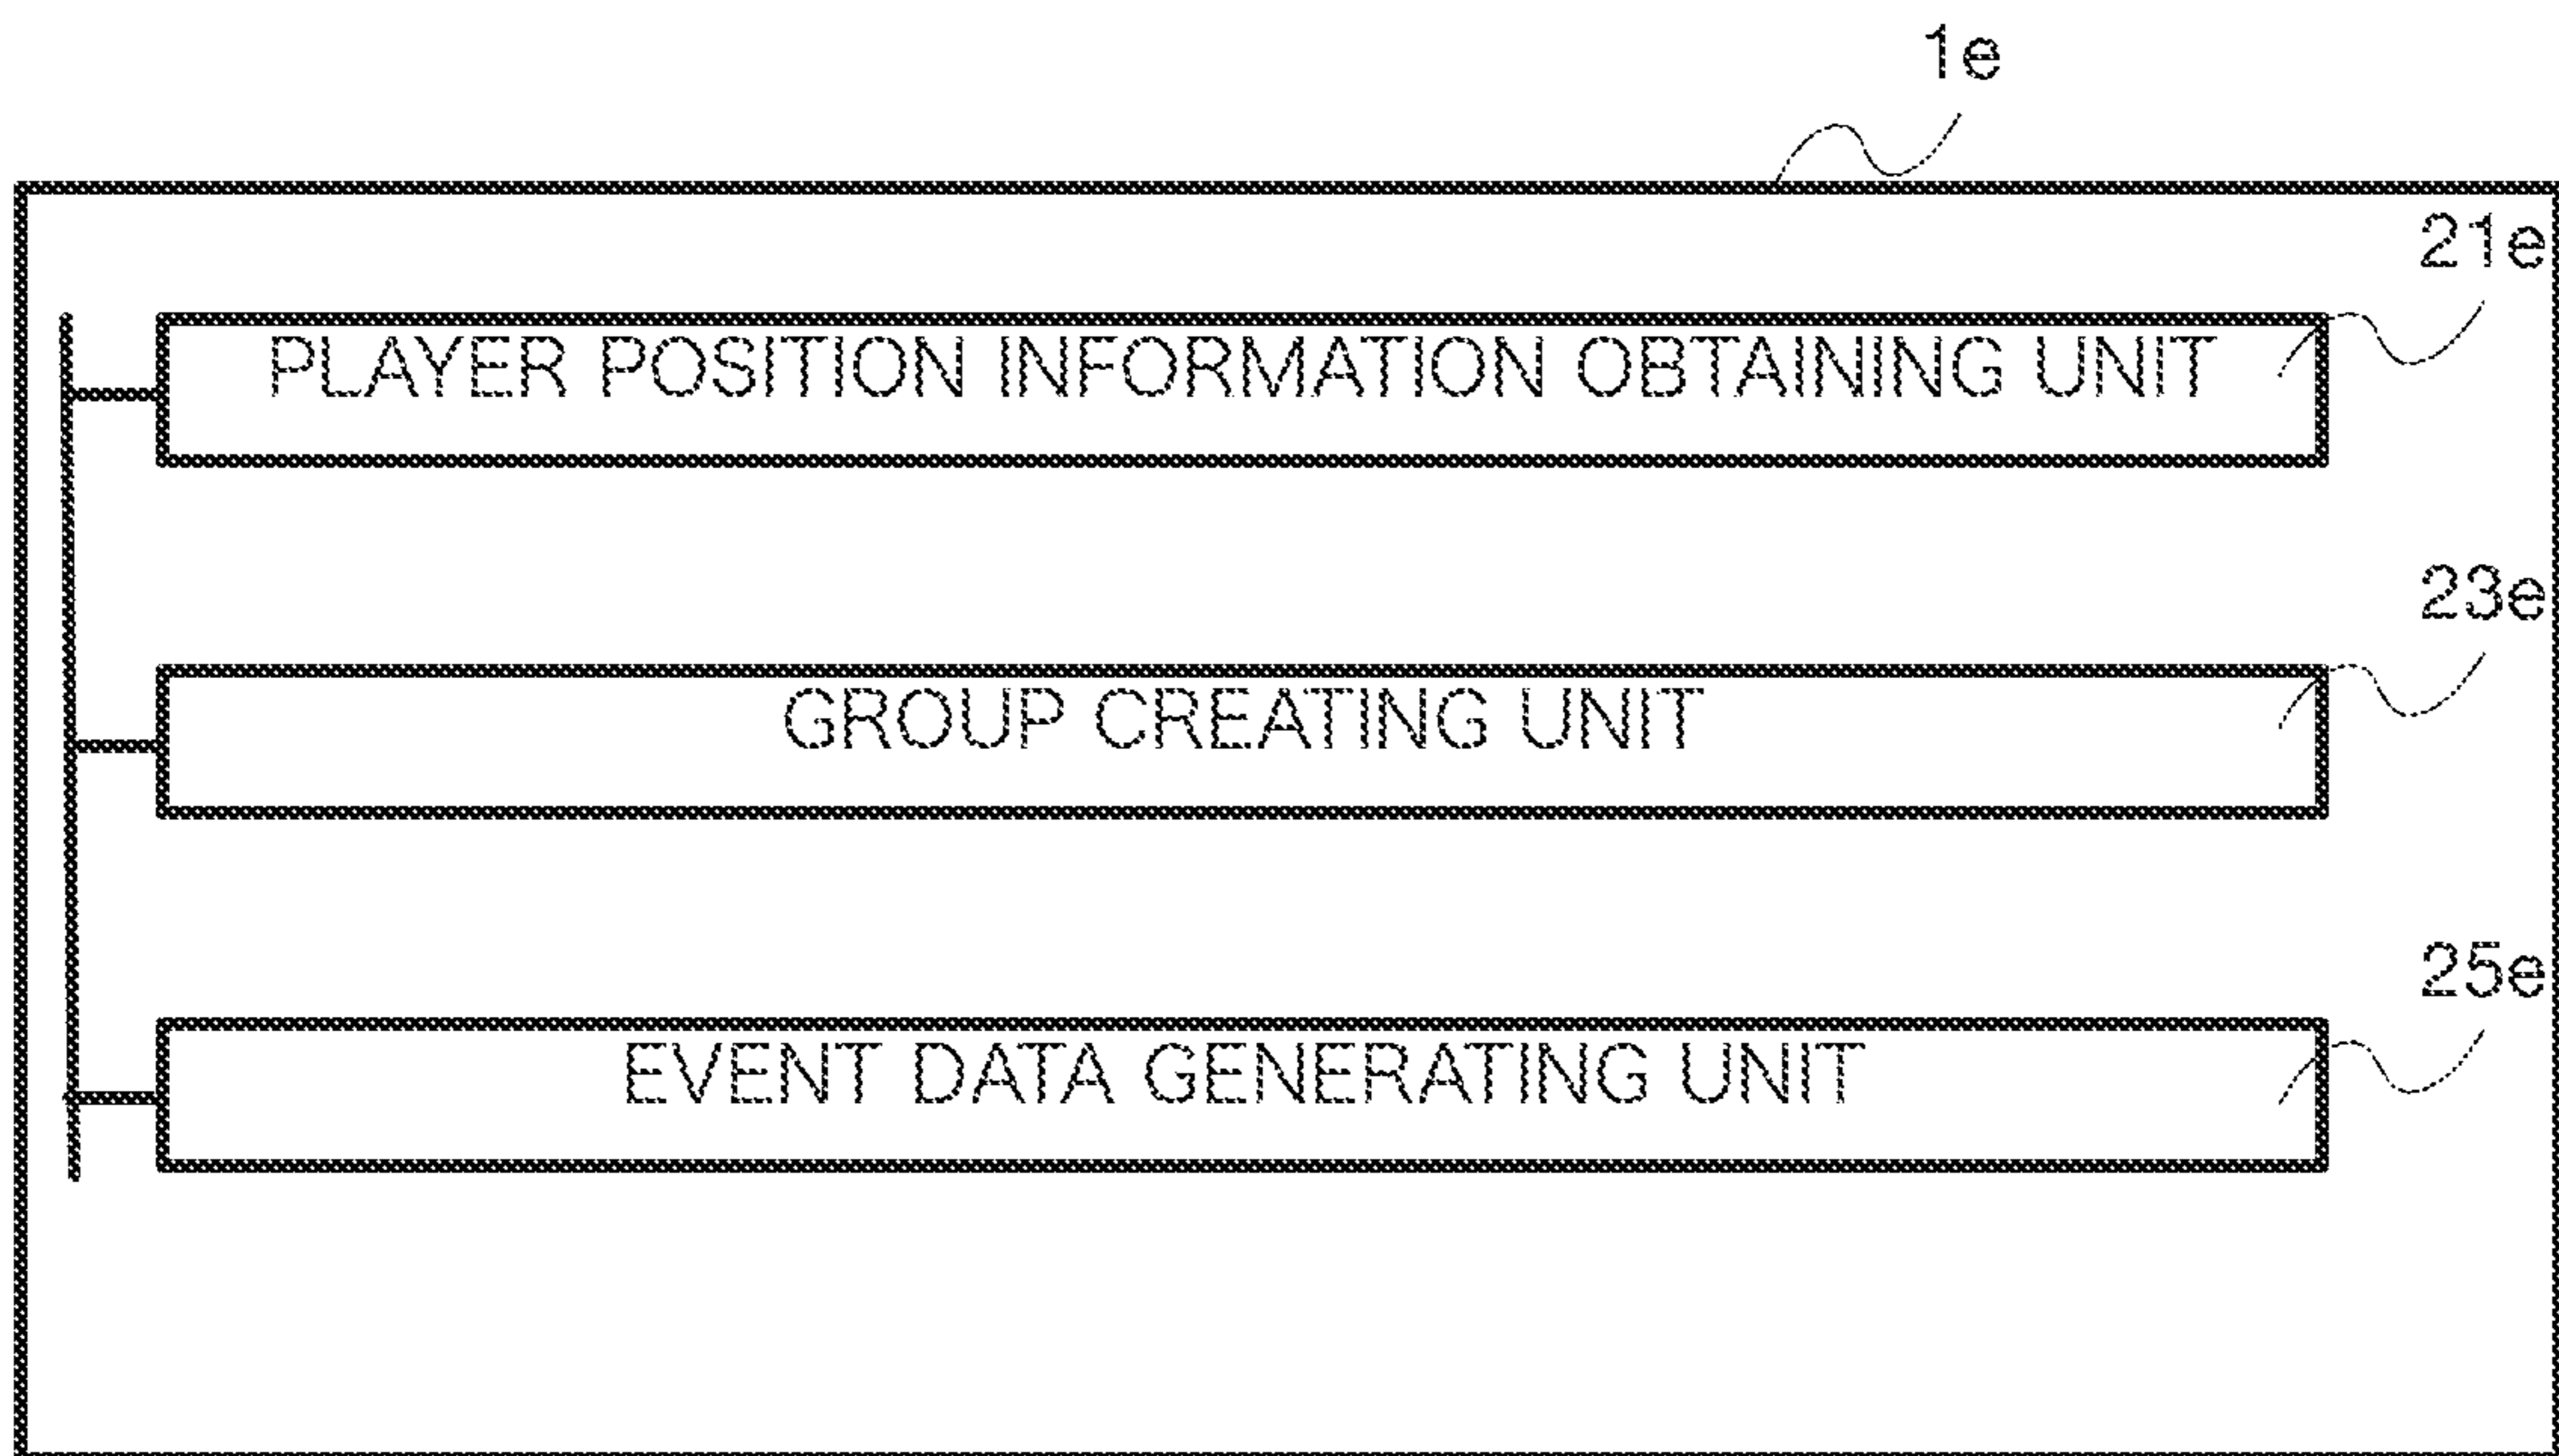 1e
21e
PLAYER POSITION INFORMATION OBTAINING UNIT
23e
GROUP CREATING UNIT
25e
EVENT DATA GENERATING UNIT